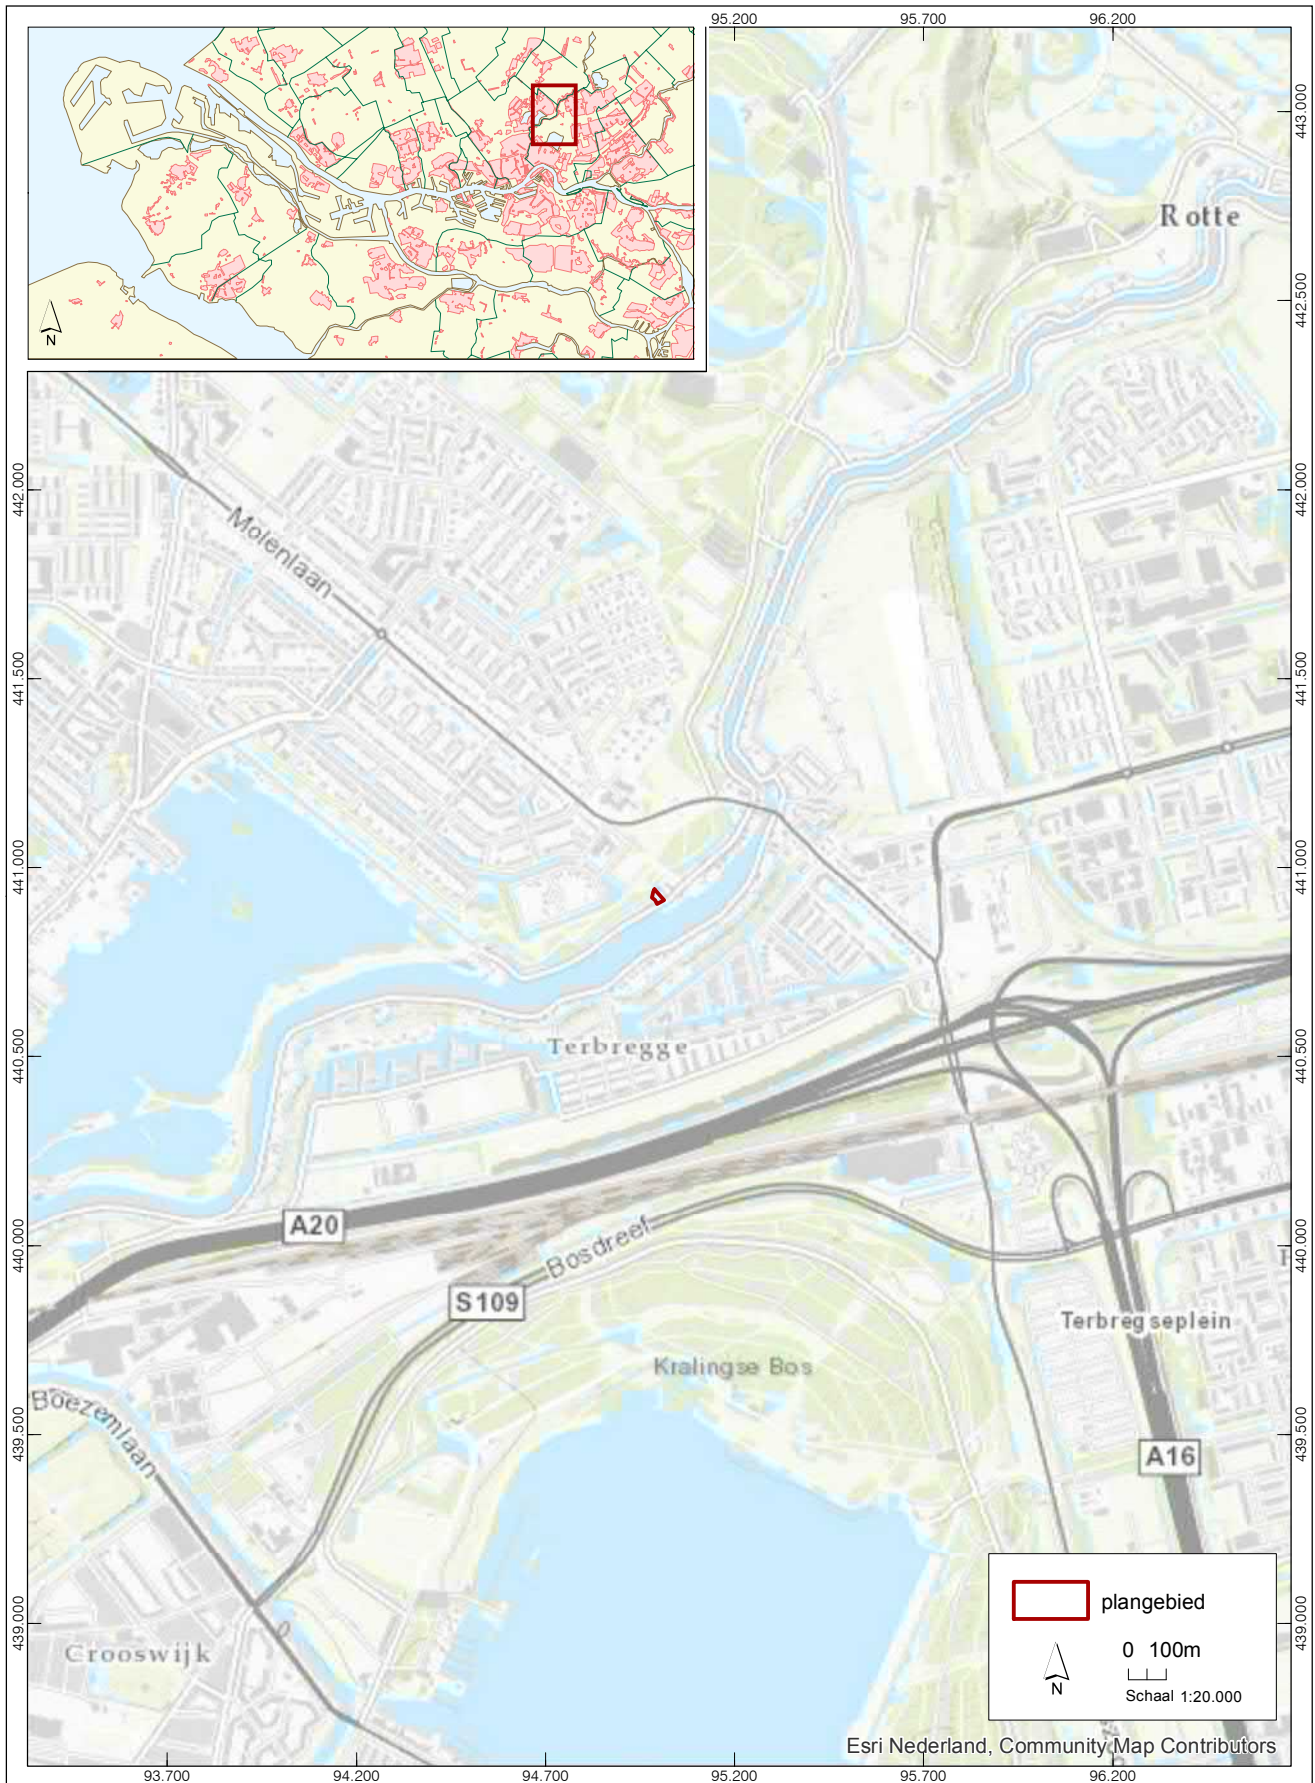 95.200
95.700
96.200
N
443.000
Rotte
442.500
442.000
442.000
Molenlaan
441.500
441.500
441.000
441.000
Terbregge
440.500
440.500
A20
Bosdreef
440.000
440.000
S109
Terbregseplein
Kralingse Bos
Boezemlaan
439.500
439.500
A16
plangebied
439.000
439.000
0 100m
Crooswijk
N
Schaal 1:20.000
Esri Nederland, Community Map Contributors
93.700
94.200
94.700
95.200
95.700
96.200